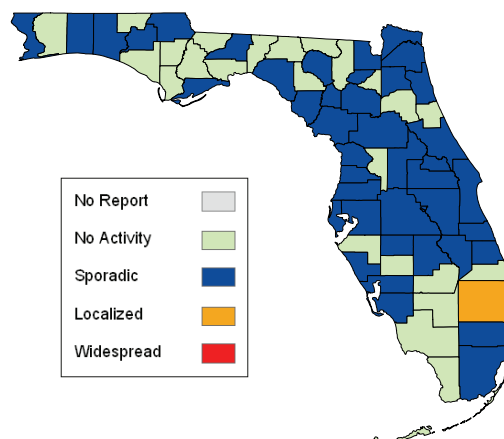 No Report
No Activity
Sporadic
Localized
Widespread